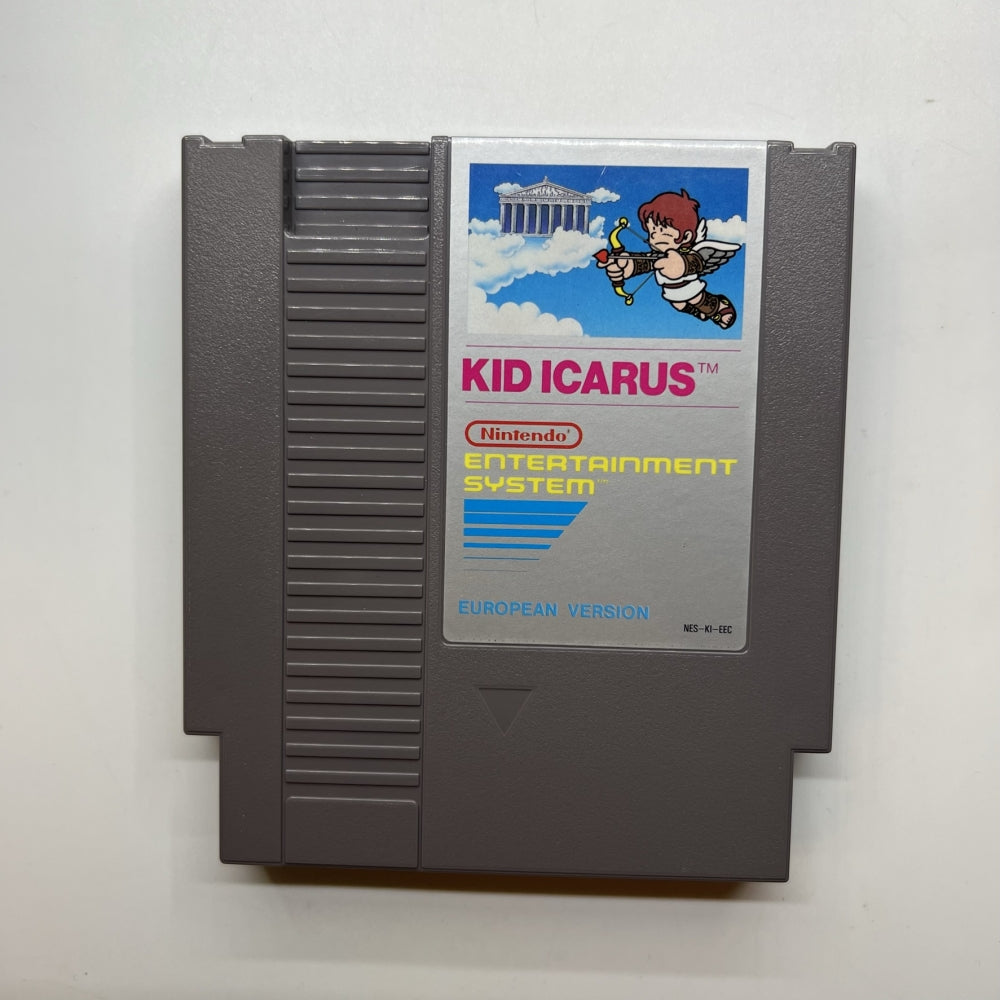 KID ICARUS™
Nintendo®
ENTERTAINMENT
SYSTEM™
EUROPEAN VERSION
NES-KI-EEC